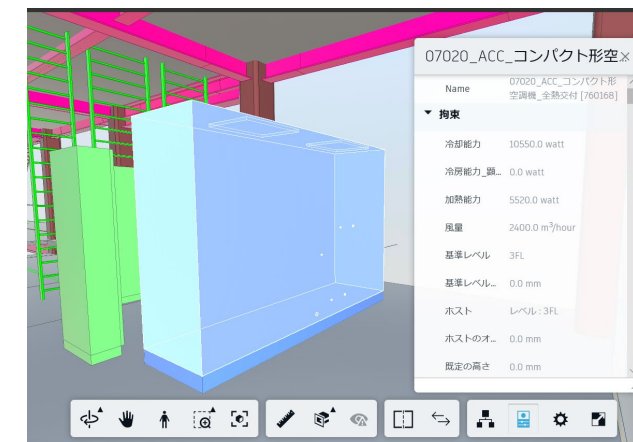 07020_ACC_コンパクト形空
Name 07020_ACC_コンパクト形
空調機_全熱交付 [760168]
拘束
冷却能力 10550.0 watt
冷房能力_顕... 0.0 watt
加熱能力 5520.0 watt
風量 2400.0 m³/hour
基準レベル 3FL
基準レベル... 0.0 mm
ホスト レベル : 3FL
ホストのオ... 0.0 mm
既定の高さ 0.0 mm